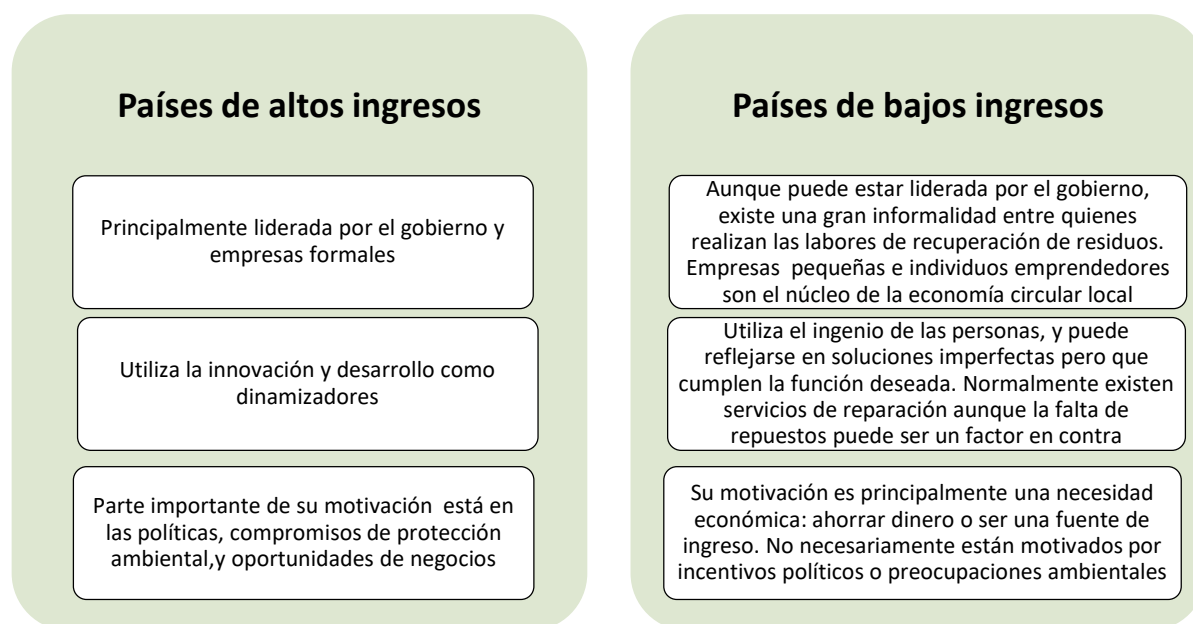 Países de altos ingresos
Principalmente liderada por el gobierno y
empresas formales
Utiliza la innovación y desarrollo como
dinamizadores
Parte importante de su motivación  está en
las políticas, compromisos de protección
ambiental,y oportunidades de negocios
Países de bajos ingresos
Aunque puede estar liderada por el gobierno,
existe una gran informalidad entre quienes
realizan las labores de recuperación de residuos.
Empresas  pequeñas e individuos emprendedores
son el núcleo de la economía circular local
Utiliza el ingenio de las personas, y puede
reflejarse en soluciones imperfectas pero que
cumplen la función deseada. Normalmente existen
servicios de reparación aunque la falta de
repuestos puede ser un factor en contra
Su motivación es principalmente una necesidad
económica: ahorrar dinero o ser una fuente de
ingreso. No necesariamente están motivados por
incentivos políticos o preocupaciones ambientales